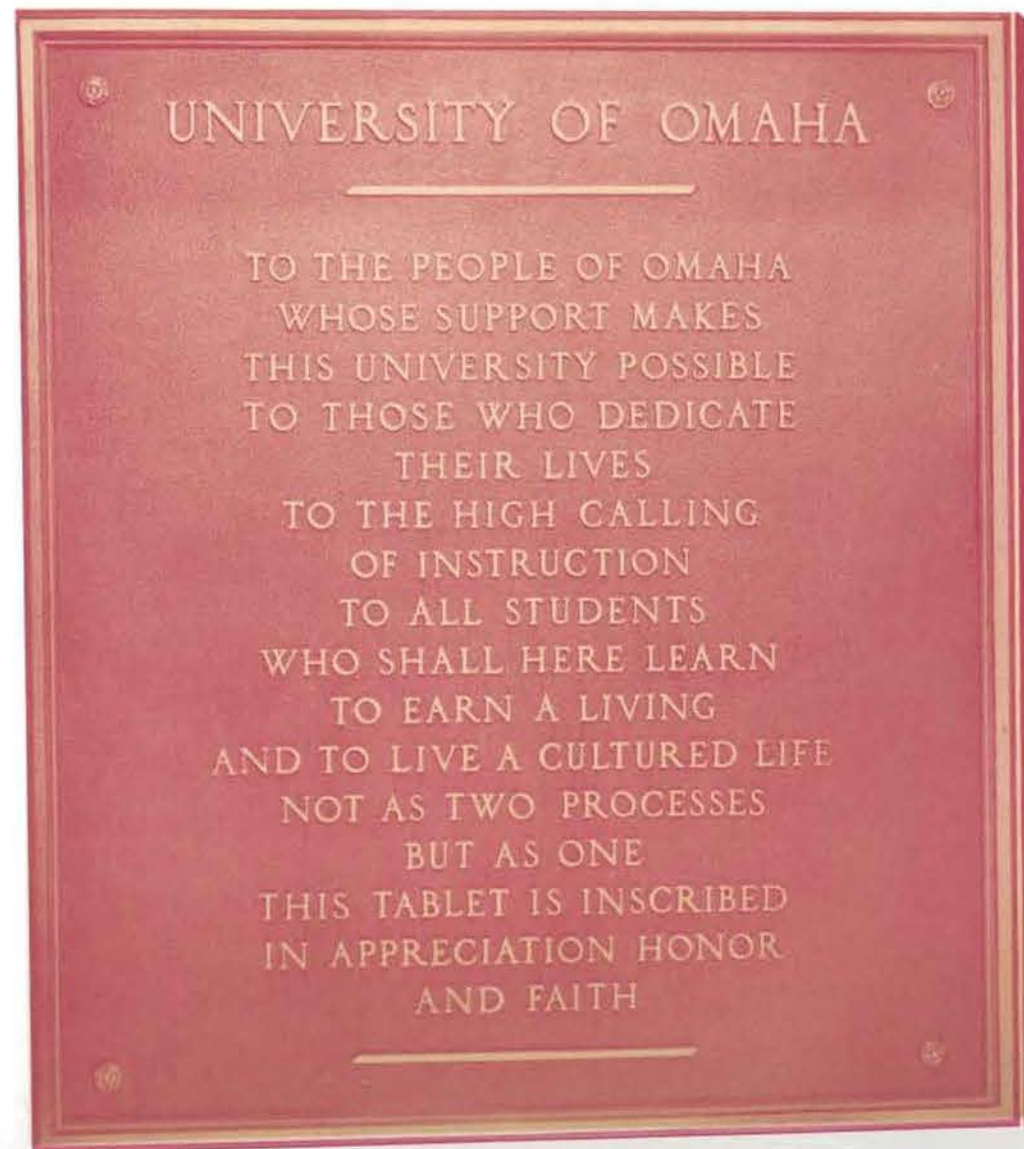 UNIVERSITY OF OMAHA
TO THE PEOPLE OF OMAHA
WHOSE SUPPORT MAKES
THIS UNIVERSITY POSSIBLE
TO THOSE WHO DEDICATE
THEIR LIVES
TO THE HIGH CALLING
OF INSTRUCTION
TO ALL STUDENTS
WHO SHALL HERE LEARN
TO EARN A LIVING
AND TO LIVE A CULTURED LIFE
NOT AS TWO PROCESSES
BUT AS ONE
THIS TABLET IS INSCRIBED
IN APPRECIATION HONOR
AND FAITH